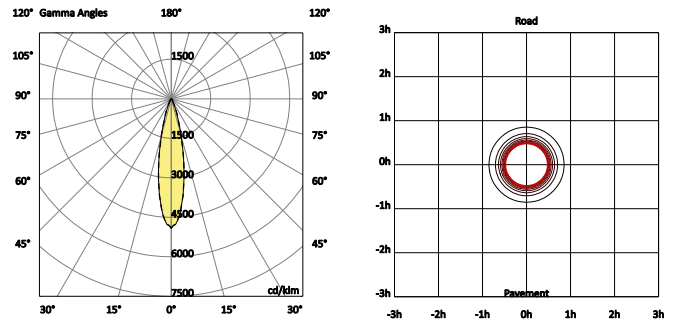 120° Gamma Angles 180° 120°
105° 1500 105°
90° 90°
75° 1500 75°
60° 3000 60°
45° 4500 45°
6000
7500 cd/klm
30° 15° 0° 15° 30°
Road
3h
2h
1h
0h
-1h
-2h
-3h Pavement
-3h -2h -1h 0h 1h 2h 3h